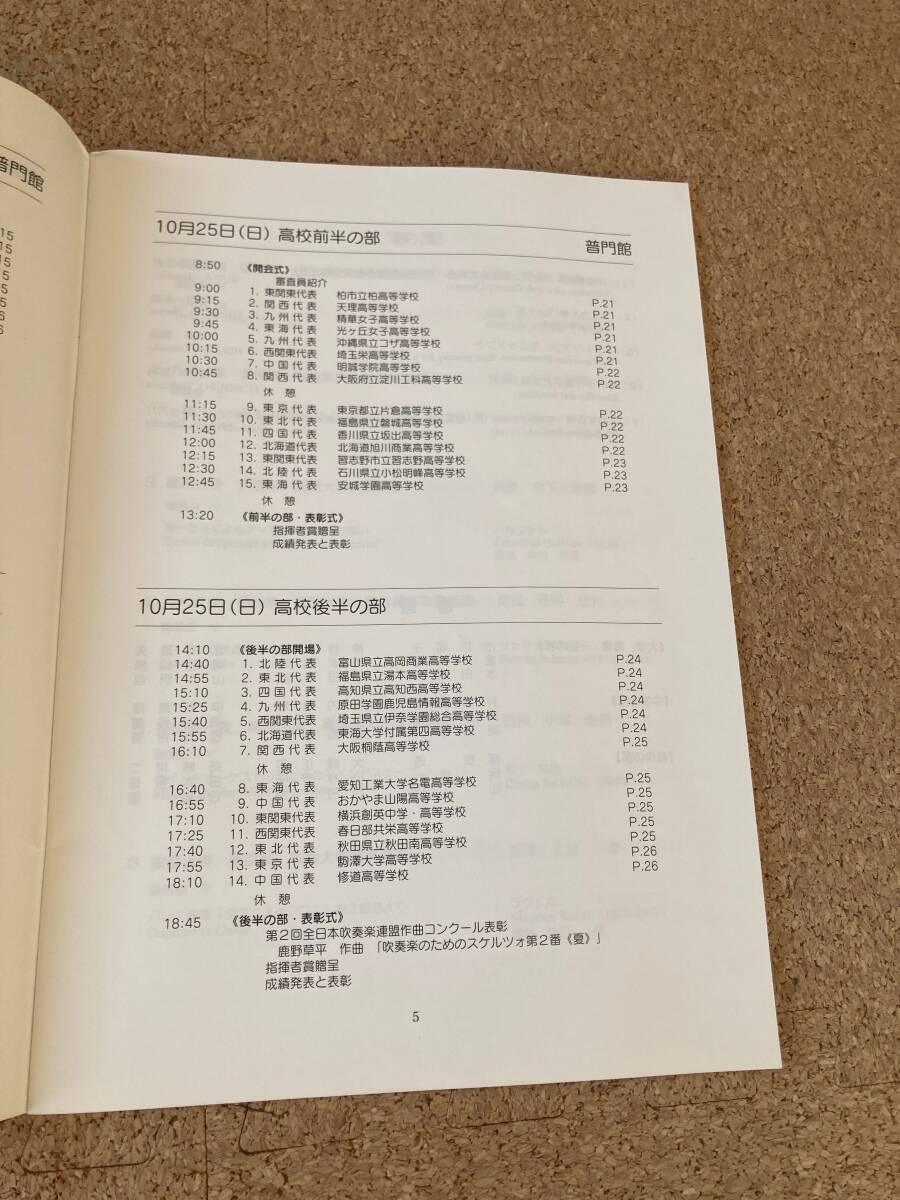 普門館
15
15
15
15
15
6
6
10月25日(日) 高校前半の部 普門館
8:50 《開会式》
審査員紹介
9:00 1. 東関東代表 柏市立柏高等学校 P.21
9:15 2. 関西代表 天理高等学校 P.21
9:30 3. 九州代表 精華女子高等学校 P.21
9:45 4. 東海代表 光ヶ丘女子高等学校 P.21
10:00 5. 九州代表 沖縄県立コザ高等学校 P.21
10:15 6. 西関東代表 埼玉栄高等学校 P.21
10:30 7. 中国代表 明誠学院高等学校 P.22
10:45 8. 関西代表 大阪府立淀川工科高等学校 P.22
休憩
11:15 9. 東京代表 東京都立片倉高等学校 P.22
11:30 10. 東北代表 福島県立磐城高等学校 P.22
11:45 11. 四国代表 香川県立坂出高等学校 P.22
12:00 12. 北海道代表 北海道旭川商業高等学校 P.22
12:15 13. 東関東代表 習志野市立習志野高等学校 P.23
12:30 14. 北陸代表 石川県立小松明峰高等学校 P.23
12:45 15. 東海代表 安城学園高等学校 P.23
休憩
13:20 《前半の部・表彰式》
指揮者賞贈呈
成績発表と表彰
10月25日(日) 高校後半の部
14:10 《後半の部開場》
14:40 1. 北陸代表 富山県立高岡商業高等学校 P.24
14:55 2. 東北代表 福島県立湯本高等学校 P.24
15:10 3. 四国代表 高知県立高知西高等学校 P.24
15:25 4. 九州代表 原田学園鹿児島情報高等学校 P.24
15:40 5. 西関東代表 埼玉県立伊奈学園総合高等学校 P.24
15:55 6. 北海道代表 東海大学付属第四高等学校 P.24
16:10 7. 関西代表 大阪桐蔭高等学校 P.25
休憩
16:40 8. 東海代表 愛知工業大学名電高等学校 P.25
16:55 9. 中国代表 おかやま山陽高等学校 P.25
17:10 10. 東関東代表 横浜創英中学・高等学校 P.25
17:25 11. 西関東代表 春日部共栄高等学校 P.25
17:40 12. 東北代表 秋田県立秋田南高等学校 P.25
17:55 13. 東京代表 駒澤大学高等学校 P.26
18:10 14. 中国代表 修道高等学校 P.26
休憩
18:45 《後半の部・表彰式》
第2回全日本吹奏楽連盟作曲コンクール表彰
鹿野草平 作曲 「吹奏楽のためのスケルツォ第2番《夏》」
指揮者賞贈呈
成績発表と表彰
5